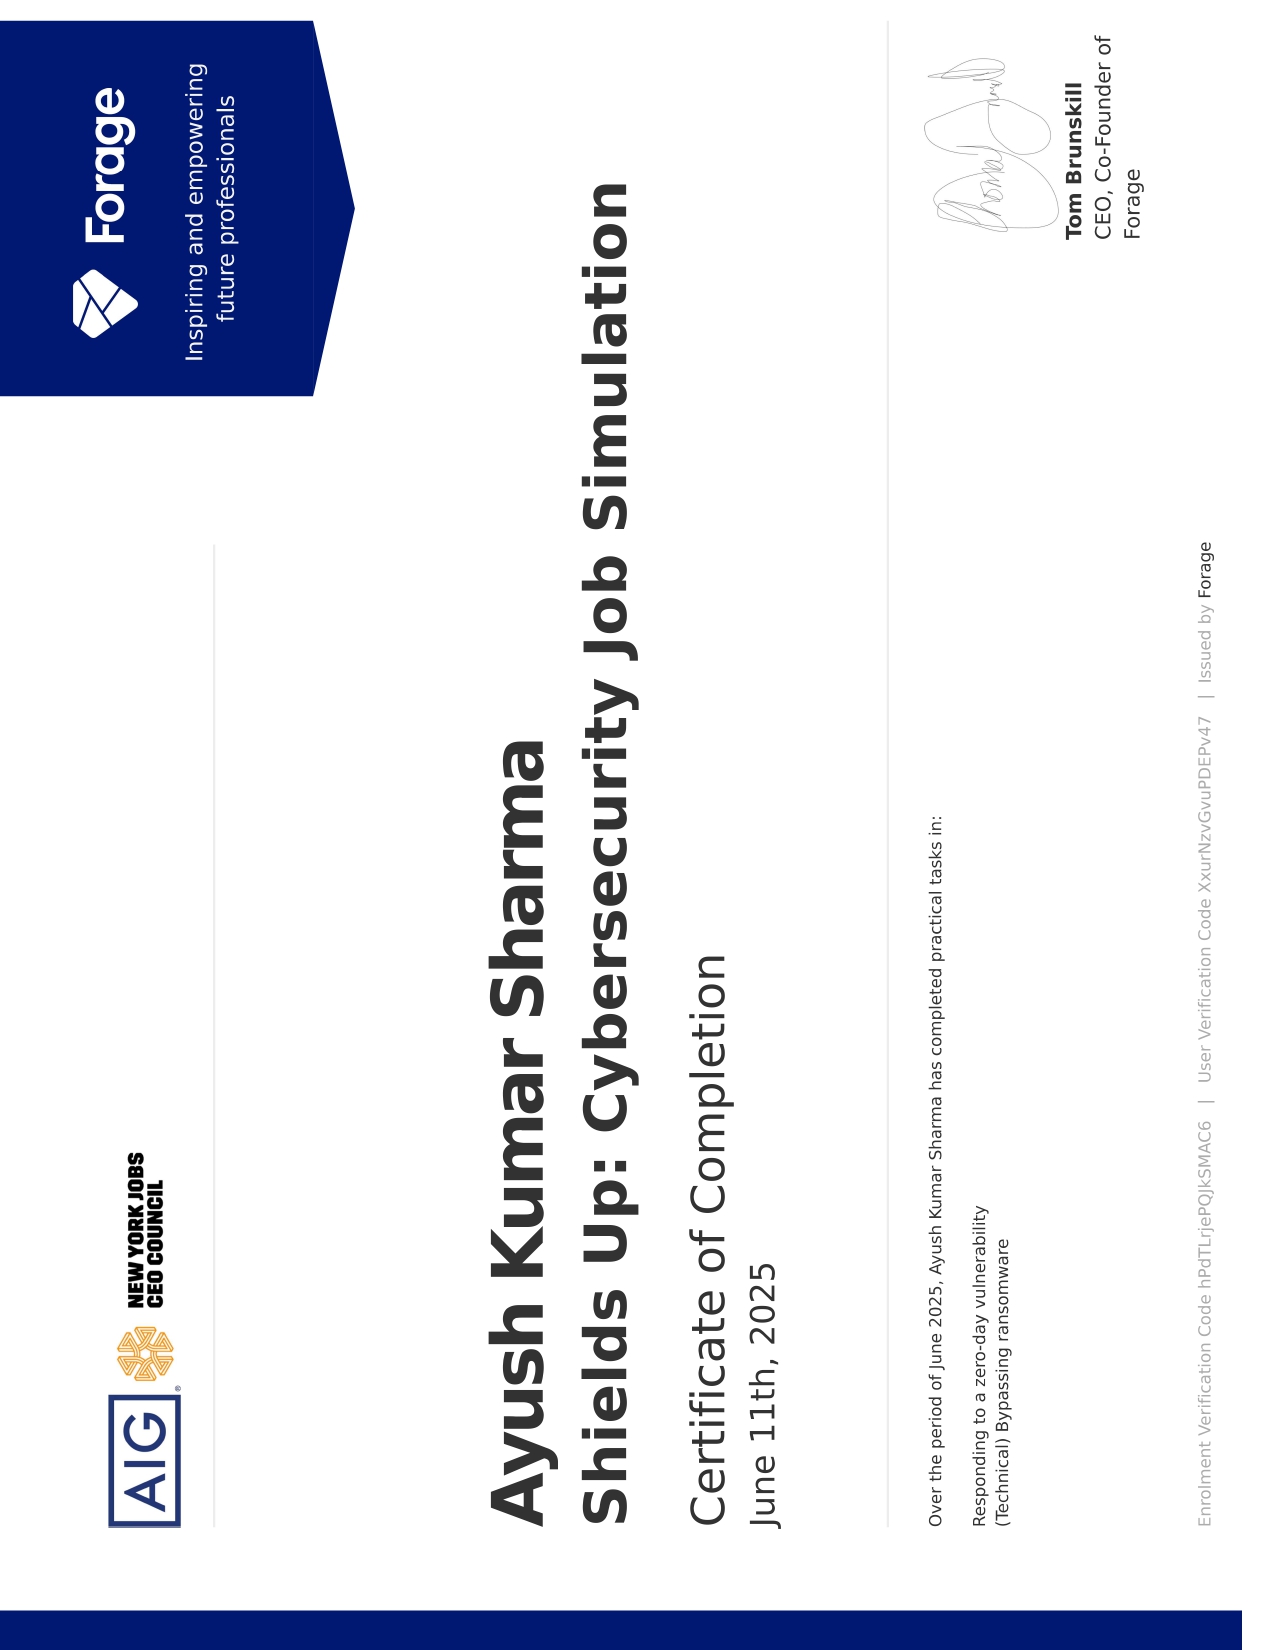 AIG
NEW YORK JOBS
CEO COUNCIL
Forage
Inspiring and empowering
future professionals
Ayush Kumar Sharma
Shields Up: Cybersecurity Job Simulation
Certificate of Completion
June 11th, 2025
Over the period of June 2025, Ayush Kumar Sharma has completed practical tasks in:
Responding to a zero-day vulnerability
(Technical) Bypassing ransomware
Tom Brunskill
CEO, Co-Founder of
Forage
Enrolment Verification Code hPdTLrjePQJkSMAC6 | User Verification Code XxurNzvGvuPDEPv47 | Issued by Forage